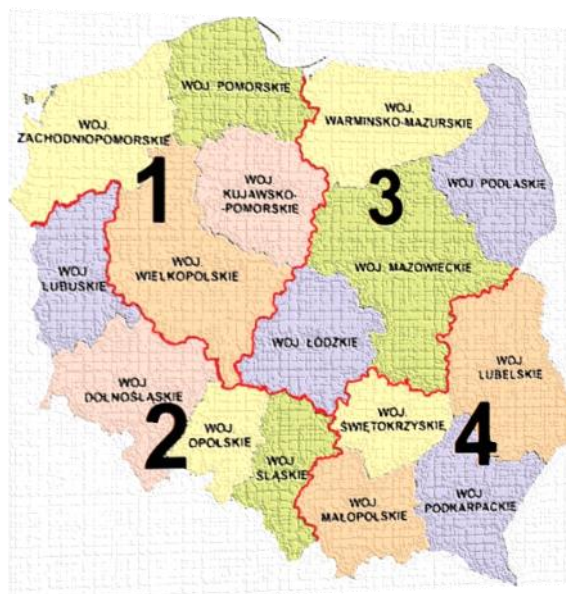 WOJ. POMORSKIE
WOJ.
ZACHODNIOPOMORSKIE
WOJ.
WARMINSKO-MAZURSKIE
1
WOJ
KUJAWSKO-
-POMORSKIE
3
WOJ. PODLASKIE
WOJ
LUBUSKIE
WOJ.
WIELKOPOLSKIE
WOJ. MAZOWIECKIE
WOJ. ŁÓDZKIE
WOJ.
LUBELSKIE
WOJ
DOLNOŚLĄSKIE
2
WOJ.
OPOLSKIE
WOJ.
ŚWIĘTOKRZYSKIE
4
WOJ
ŚLĄSKIE
WOJ
MAŁOPOLSKIE
WOJ
PODKARPACKIE